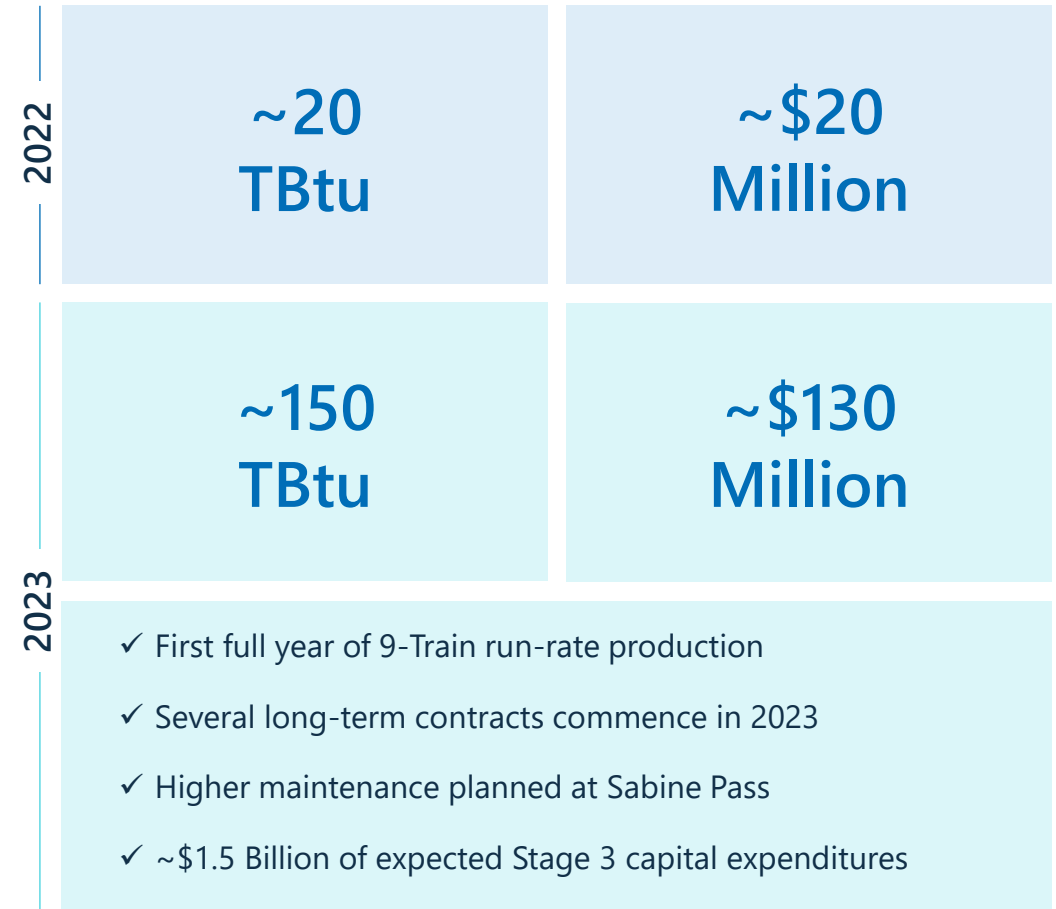 2022
~20
TBtu
~$20
Million
2023
~150
TBtu
~$130
Million
✓ First full year of 9-Train run-rate production
✓ Several long-term contracts commence in 2023
✓ Higher maintenance planned at Sabine Pass
✓ ~$1.5 Billion of expected Stage 3 capital expenditures